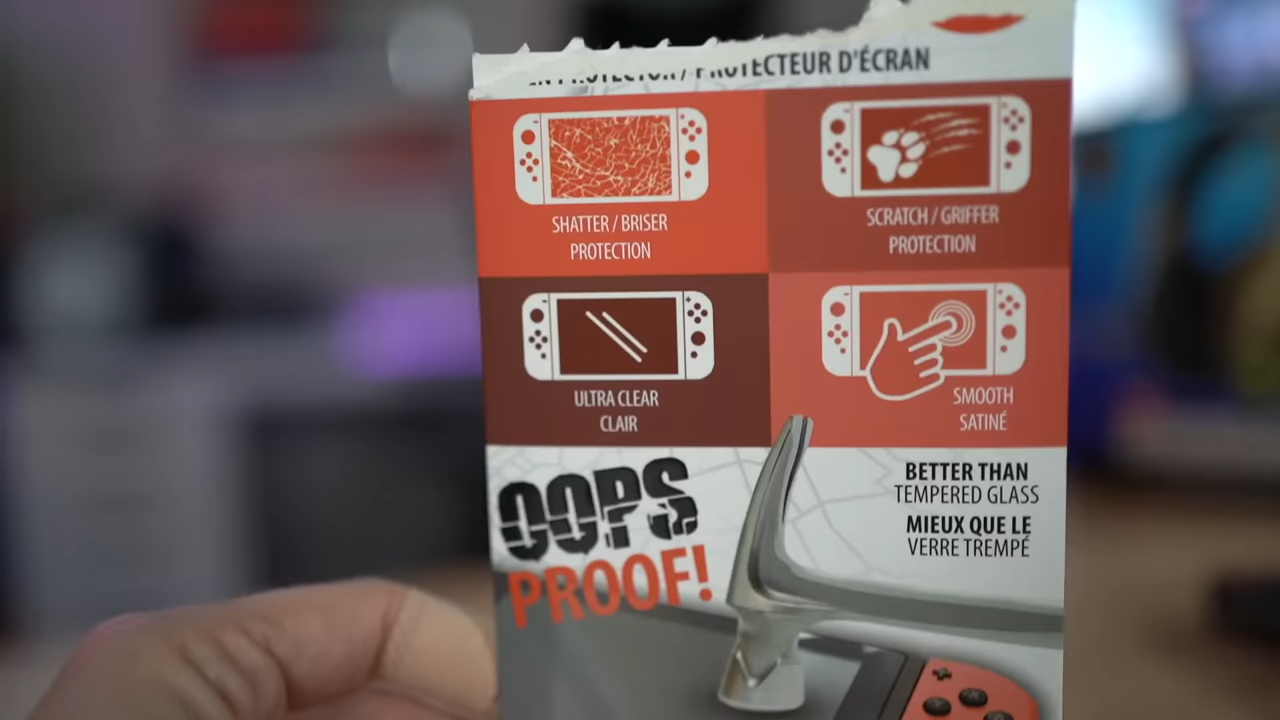 PROTECTOR / PROTECTEUR D'ÉCRAN
SHATTER / BRISER
PROTECTION
SCRATCH / GRIFFER
PROTECTION
ULTRA CLEAR
CLAIR
SMOOTH
SATINÉ
OOPS
PROOF!
BETTER THAN
TEMPERED GLASS
MIEUX QUE LE
VERRE TREMPÉ